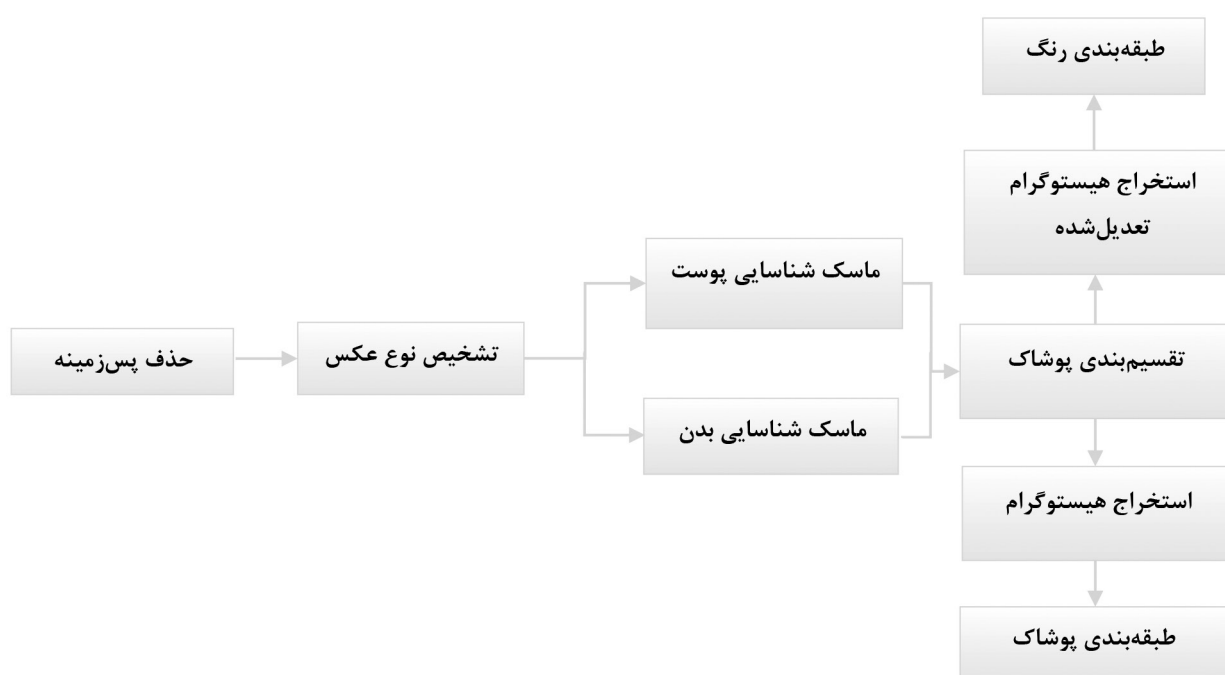 طبقه‌بندی رنگ
استخراج هیستوگرام
تعدیل‌شده
ماسک شناسایی پوست
حذف پس‌زمینه
تشخیص نوع عکس
تقسیم‌بندی پوشاک
ماسک شناسایی بدن
استخراج هیستوگرام
طبقه‌بندی پوشاک